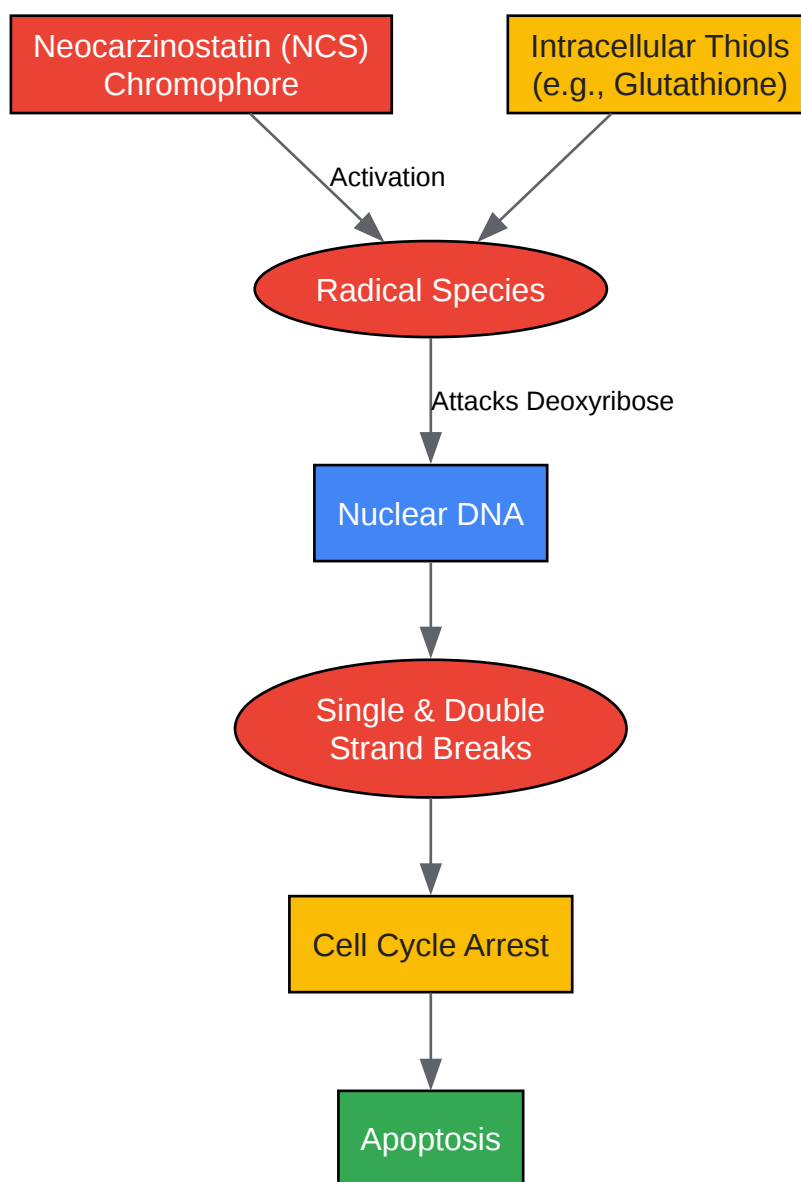 Neocarzinostatin (NCS)
Chromophore
Intracellular Thiols
(e.g., Glutathione)
Activation
Radical Species
Attacks Deoxyribose
Nuclear DNA
Single & Double
Strand Breaks
Cell Cycle Arrest
Apoptosis